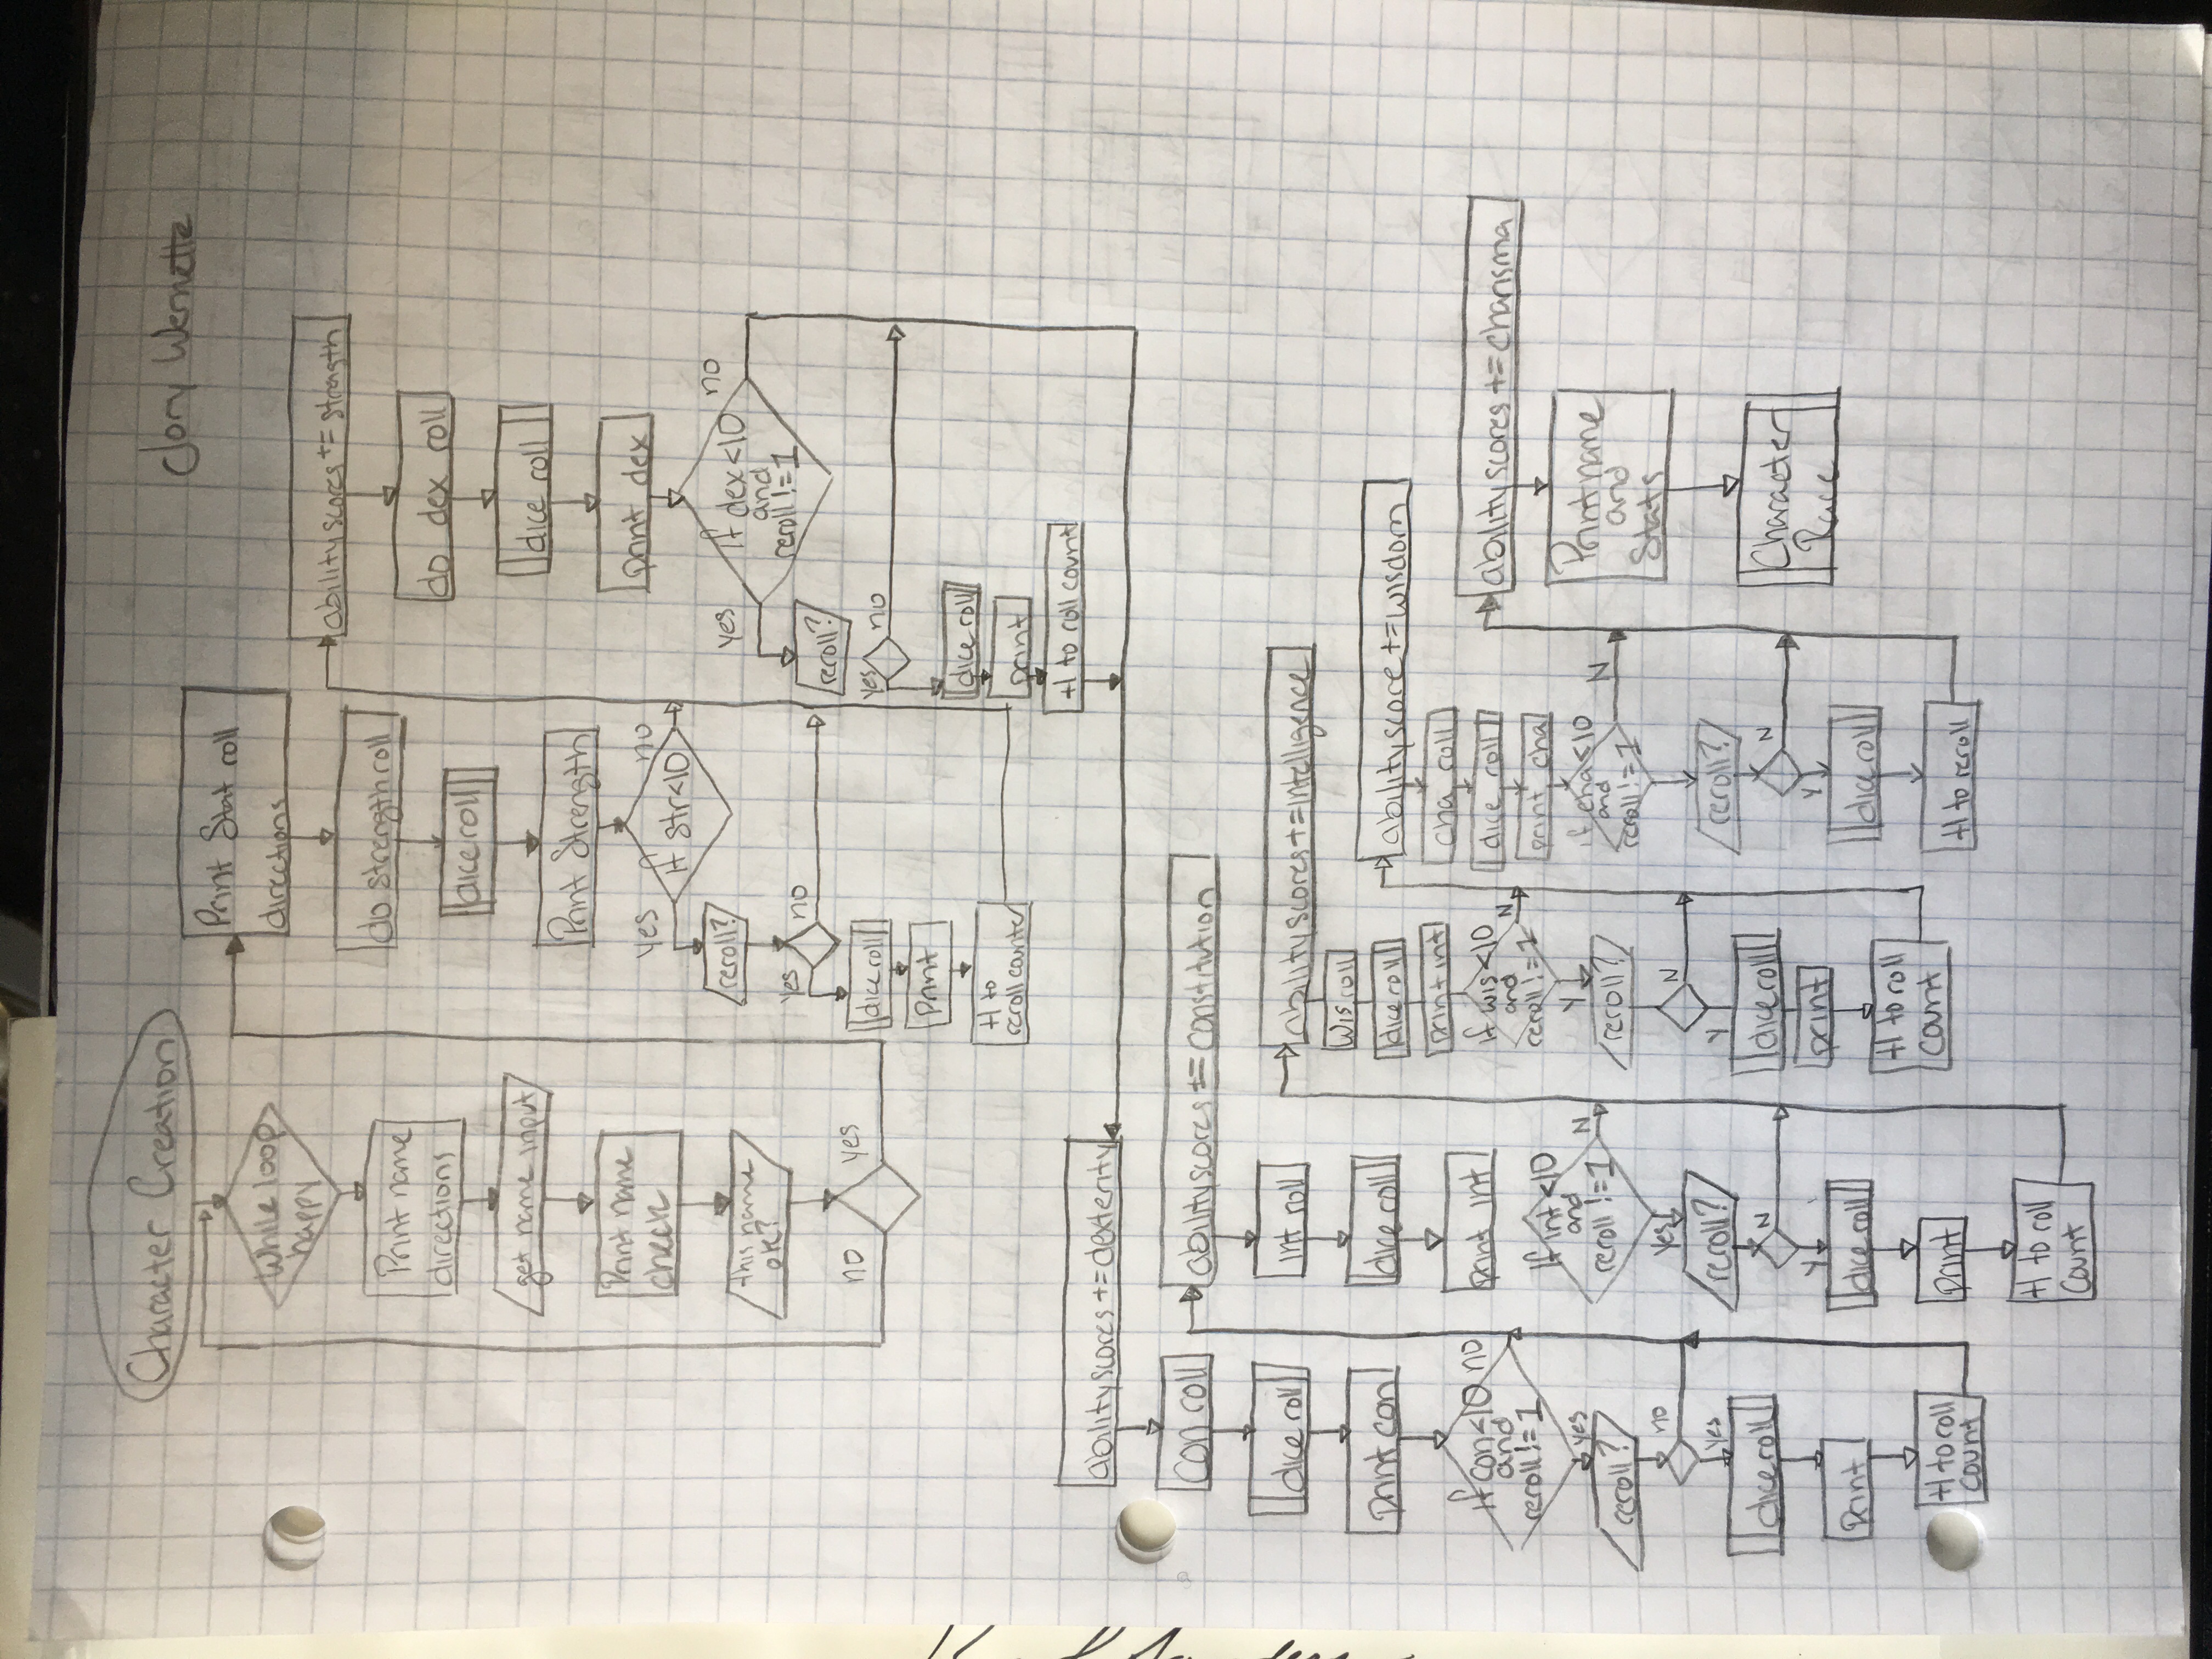 Character Creation
Jory Wernette
While loop
happy
Print name
directions
get name input
Print name
check
this name
ok?
no
yes
Print Stat roll
directions
do strength roll
dice roll
Print Strength
yes
no
If str<10
reroll?
yes
no
dice roll
Print
+1 to
reroll counter
abilityscores += strength
do dex roll
dice roll
print dex
yes
no
If dex<10
and
reroll != 1
reroll?
yes
no
dice roll
print
+1 to roll count
abilityscores += dexterity
Con roll
dice roll
print con
If con<10
no
and
reroll != 1
yes
reroll?
no
yes
dice roll
Print
+1 to roll
count
abilityscores += constitution
int roll
dice roll
print int
If int<10
and
reroll != 1
N
Yes
reroll?
N
Y
dice roll
print
+1 to roll
count
abilityscores += intelligence
Wis roll
dice roll
print int
if wis <10
and
reroll != 1
N
Y
reroll?
N
Y
dice roll
print
+1 to roll
count
abilityscore += wisdom
cha roll
dice roll
print cha
if cha<10
and
reroll != 1
N
reroll?
N
Y
dice roll
+1 to reroll
abilityscores += charisma
Print name
and
Stats
Character
Race